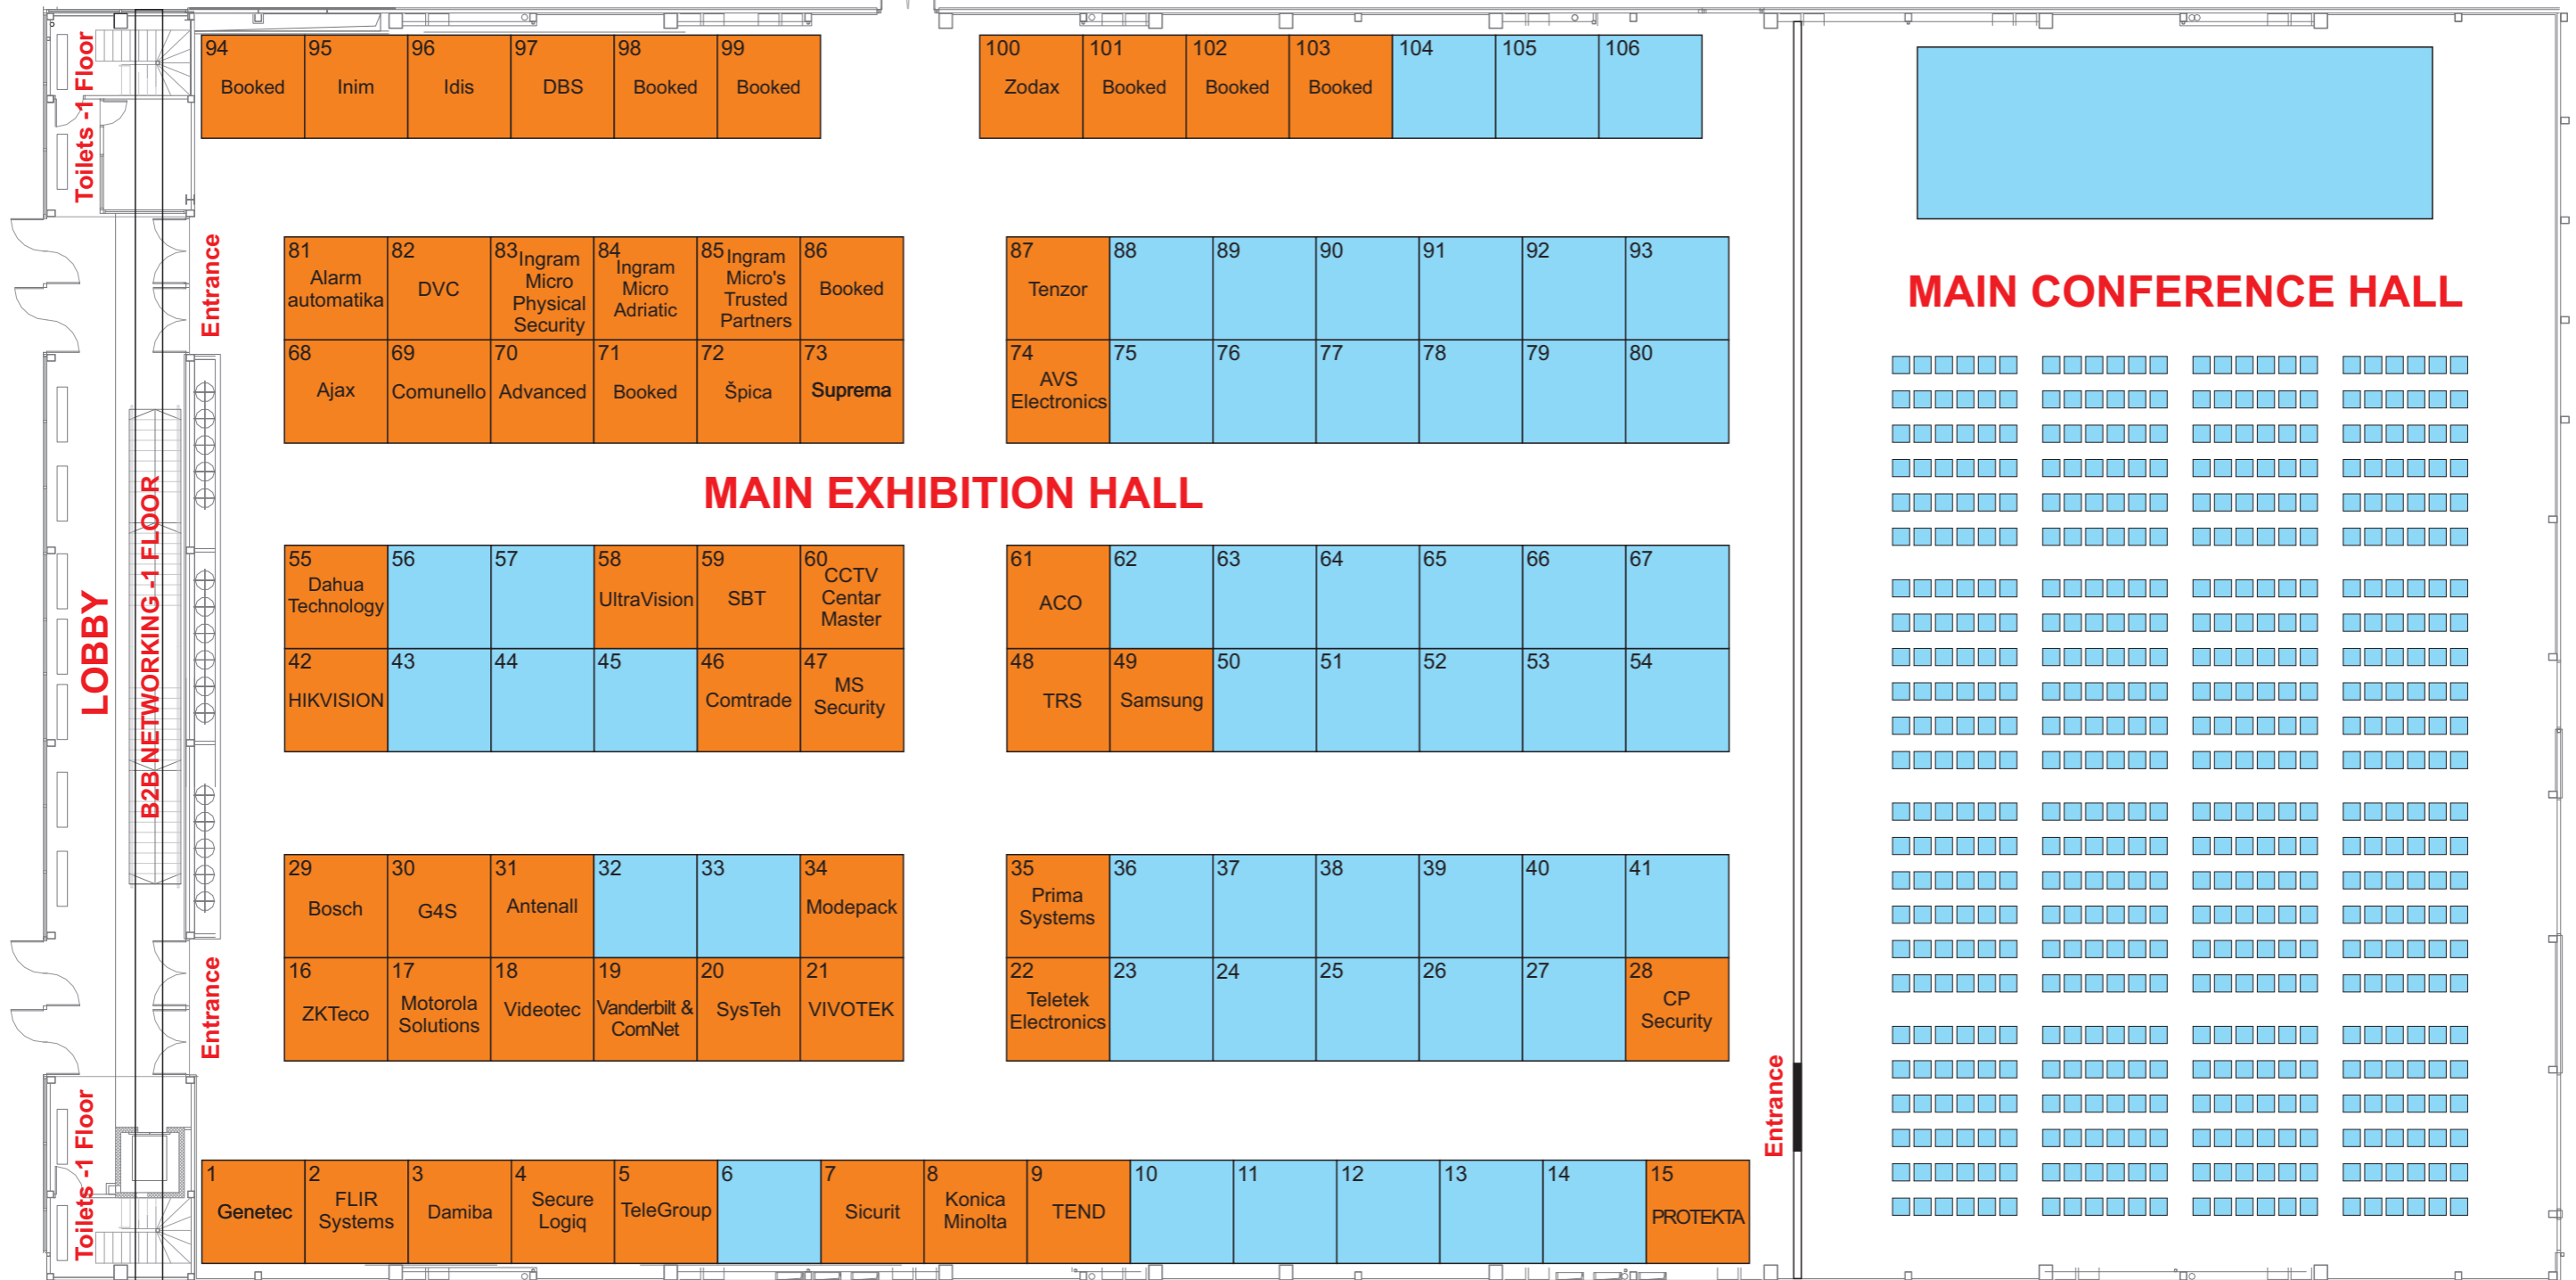 Toilets -1 Floor
94
Booked
95
Inim
96
Idis
97
DBS
98
Booked
99
Booked
100
Zodax
101
Booked
102
Booked
103
Booked
104
105
106
Entrance
81
Alarm
automatika
82
DVC
83
Ingram
Micro
Physical
Security
84
Ingram
Micro
Adriatic
85
Ingram
Micro's
Trusted
Partners
86
Booked
87
Tenzor
88
89
90
91
92
93
MAIN CONFERENCE HALL
68
Ajax
69
Comunello
70
Advanced
71
Booked
72
Špica
73
Suprema
74
AVS
Electronics
75
76
77
78
79
80
MAIN EXHIBITION HALL
LOBBY
B2B NETWORKING -1 FLOOR
55
Dahua
Technology
56
57
58
UltraVision
59
SBT
60
CCTV
Centar
Master
61
ACO
62
63
64
65
66
67
42
HIKVISION
43
44
45
46
Comtrade
47
MS
Security
48
TRS
49
Samsung
50
51
52
53
54
29
Bosch
30
G4S
31
Antenall
32
33
34
Modepack
35
Prima
Systems
36
37
38
39
40
41
Entrance
16
ZKTeco
17
Motorola
Solutions
18
Videotec
19
Vanderbilt &
ComNet
20
SysTeh
21
VIVOTEK
22
Teletek
Electronics
23
24
25
26
27
28
CP
Security
Entrance
Toilets -1 Floor
1
Genetec
2
FLIR
Systems
3
Damiba
4
Secure
Logiq
5
TeleGroup
6
7
Sicurit
8
Konica
Minolta
9
TEND
10
11
12
13
14
15
PROTEKTA